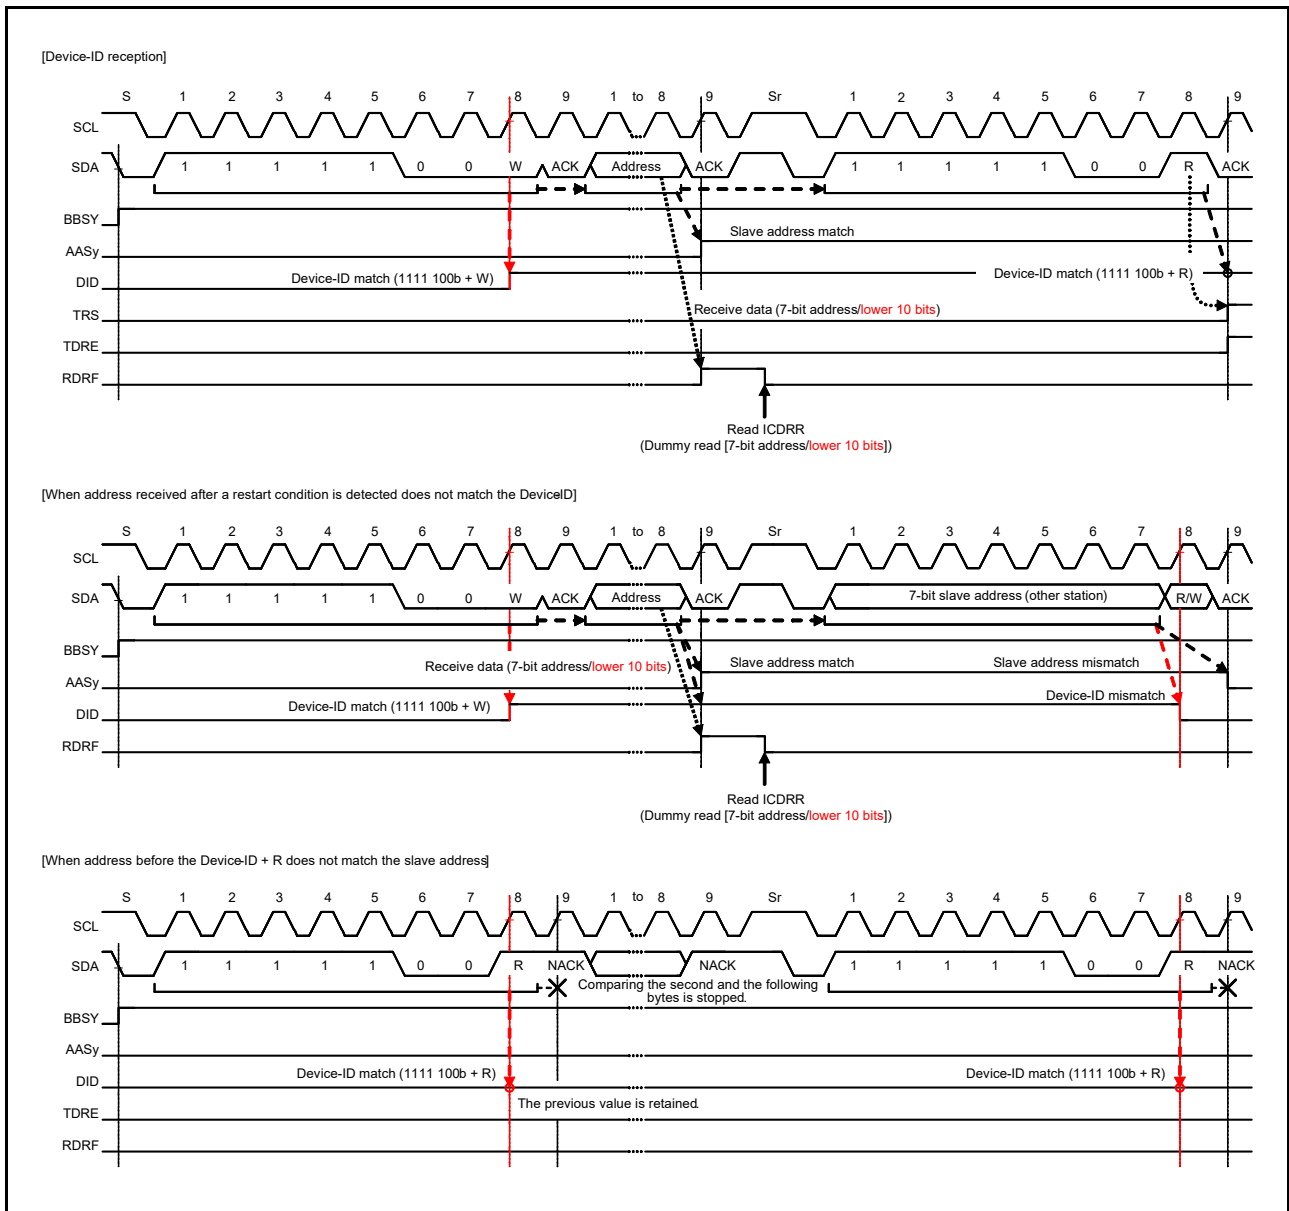 [Device-ID reception]
S 1 2 3 4 5 6 7 8 9 1 to 8 9 Sr 1 2 3 4 5 6 7 8 9
SCL
SDA 1 1 1 1 1 0 0 W ACK Address ACK 1 1 1 1 1 0 0 R ACK
BBSY
Slave address match
AASy
Device-ID match (1111 100b + W) Device-ID match (1111 100b + R)
DID
Receive data (7-bit address/lower 10 bits)
TRS
TDRE
RDRF
Read ICDRR
(Dummy read [7-bit address/lower 10 bits])
[When address received after a restart condition is detected does not match the DeviceID]
S 1 2 3 4 5 6 7 8 9 1 to 8 9 Sr 1 2 3 4 5 6 7 8 9
SCL
SDA 1 1 1 1 1 0 0 W ACK Address ACK 7-bit slave address (other station) R/W ACK
BBSY
Receive data (7-bit address/lower 10 bits) Slave address match Slave address mismatch
AASy
Device-ID match (1111 100b + W) Device-ID mismatch
DID
RDRF
Read ICDRR
(Dummy read [7-bit address/lower 10 bits])
[When address before the Device-ID + R does not match the slave address]
S 1 2 3 4 5 6 7 8 9 1 to 8 9 Sr 1 2 3 4 5 6 7 8 9
SCL
SDA 1 1 1 1 1 0 0 R NACK NACK 1 1 1 1 1 0 0 R NACK
Comparing the second and the following
bytes is stopped.
BBSY
AASy
Device-ID match (1111 100b + R) Device-ID match (1111 100b + R)
DID
The previous value is retained.
TDRE
RDRF